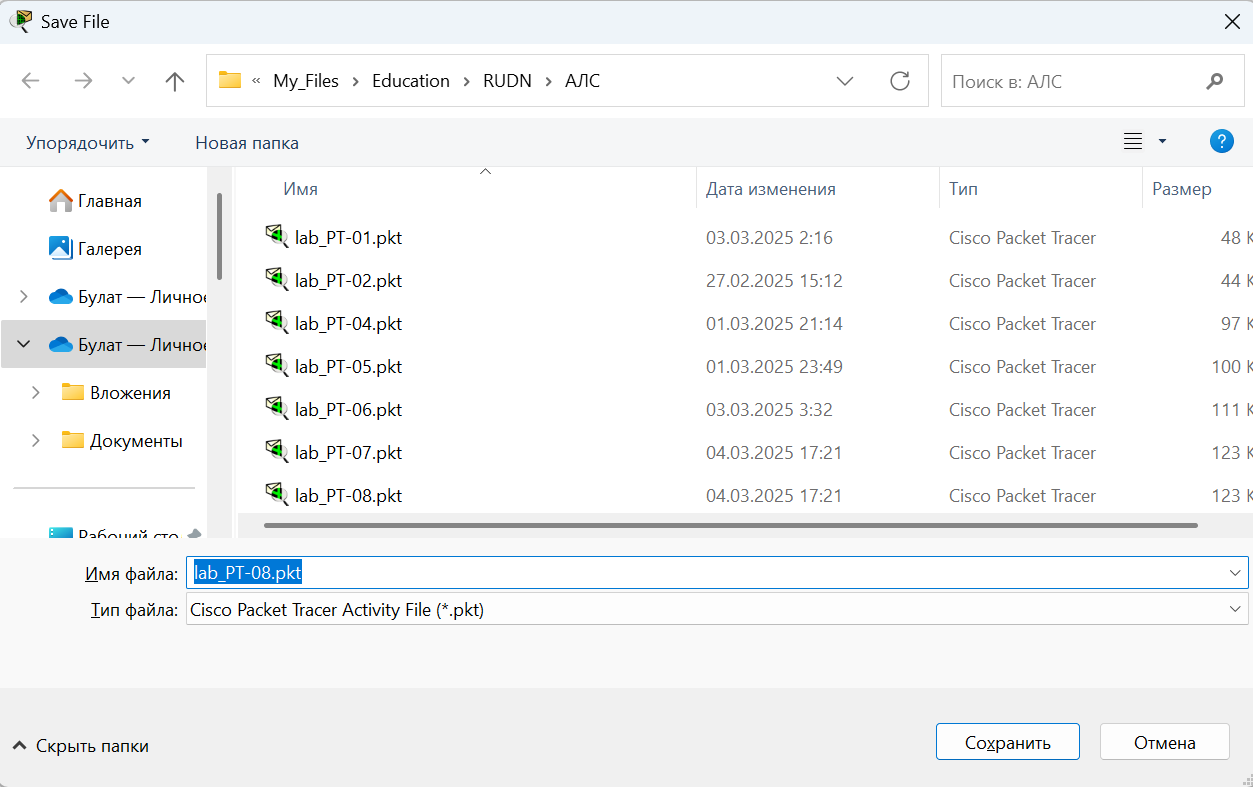 Save File
« My_Files > Education > RUDN > АЛС
Поиск в: АЛС
Упорядочить
Новая папка
?
Главная
Галерея
Булат — Личное
Булат — Личное
Вложения
Документы
Рабочий сто
Имя Дата изменения Тип Размер
lab_PT-01.pkt 03.03.2025 2:16 Cisco Packet Tracer 48 К
lab_PT-02.pkt 27.02.2025 15:12 Cisco Packet Tracer 44 К
lab_PT-04.pkt 01.03.2025 21:14 Cisco Packet Tracer 97 К
lab_PT-05.pkt 01.03.2025 23:49 Cisco Packet Tracer 100 К
lab_PT-06.pkt 03.03.2025 3:32 Cisco Packet Tracer 111 К
lab_PT-07.pkt 04.03.2025 17:21 Cisco Packet Tracer 123 К
lab_PT-08.pkt 04.03.2025 17:21 Cisco Packet Tracer 123 К
Имя файла: lab_PT-08.pkt
Тип файла: Cisco Packet Tracer Activity File (*.pkt)
Скрыть папки
Сохранить
Отмена